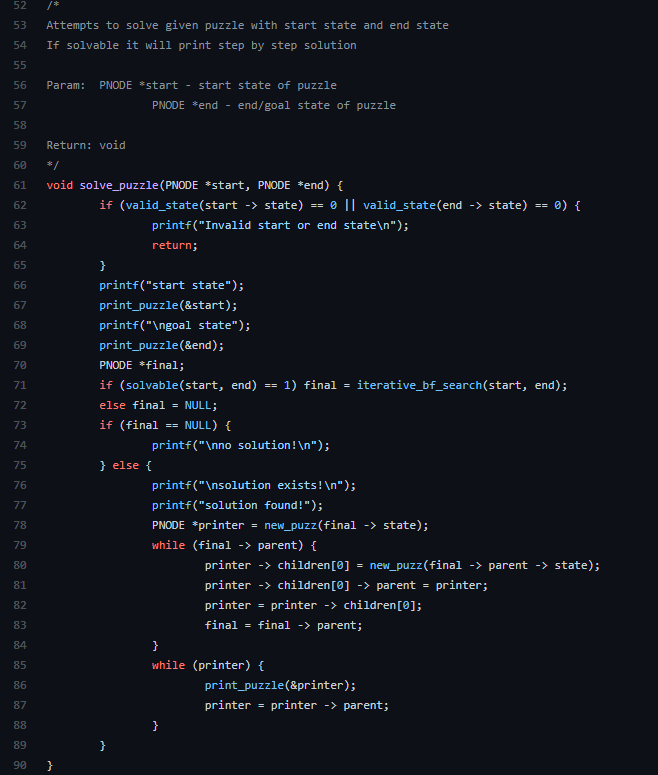 52 /*
53 Attempts to solve given puzzle with start state and end state
54 If solvable it will print step by step solution
55
56 Param:  PNODE *start - start state of puzzle
57                 PNODE *end - end/goal state of puzzle
58
59 Return: void
60 */
61 void solve_puzzle(PNODE *start, PNODE *end) {
62         if (valid_state(start -> state) == 0 || valid_state(end -> state) == 0) {
63                 printf("Invalid start or end state\n");
64                 return;
65         }
66         printf("start state");
67         print_puzzle(&start);
68         printf("\ngoal state");
69         print_puzzle(&end);
70         PNODE *final;
71         if (solvable(start, end) == 1) final = iterative_bf_search(start, end);
72         else final = NULL;
73         if (final == NULL) {
74                 printf("\nno solution!\n");
75         } else {
76                 printf("\nsolution exists!\n");
77                 printf("solution found!");
78                 PNODE *printer = new_puzz(final -> state);
79                 while (final -> parent) {
80                         printer -> children[0] = new_puzz(final -> parent -> state);
81                         printer -> children[0] -> parent = printer;
82                         printer = printer -> children[0];
83                         final = final -> parent;
84                 }
85                 while (printer) {
86                         print_puzzle(&printer);
87                         printer = printer -> parent;
88                 }
89         }
90 }